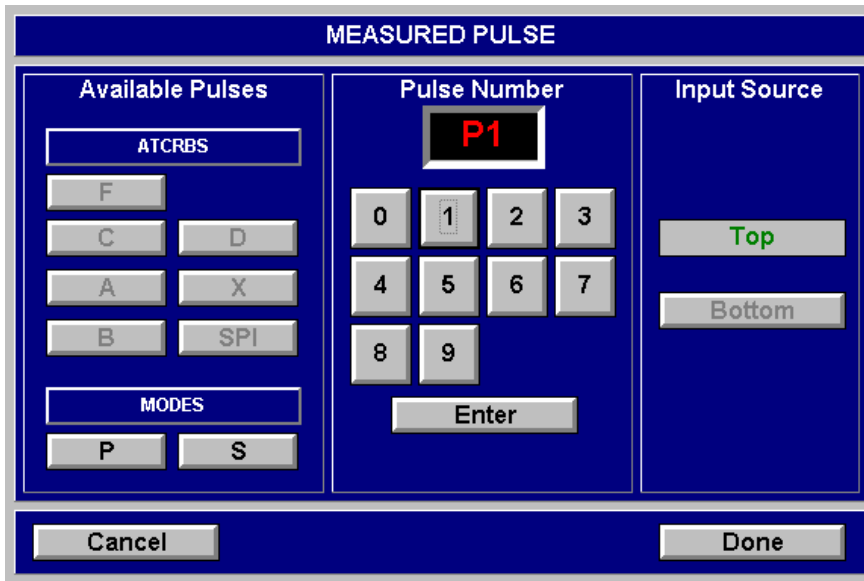 MEASURED PULSE
Available Pulses
ATCRBS
F
C D
A X
B SPI
MODES
P S
Pulse Number
P1
0 1 2 3
4 5 6 7
8 9
Enter
Input Source
Top
Bottom
Cancel Done